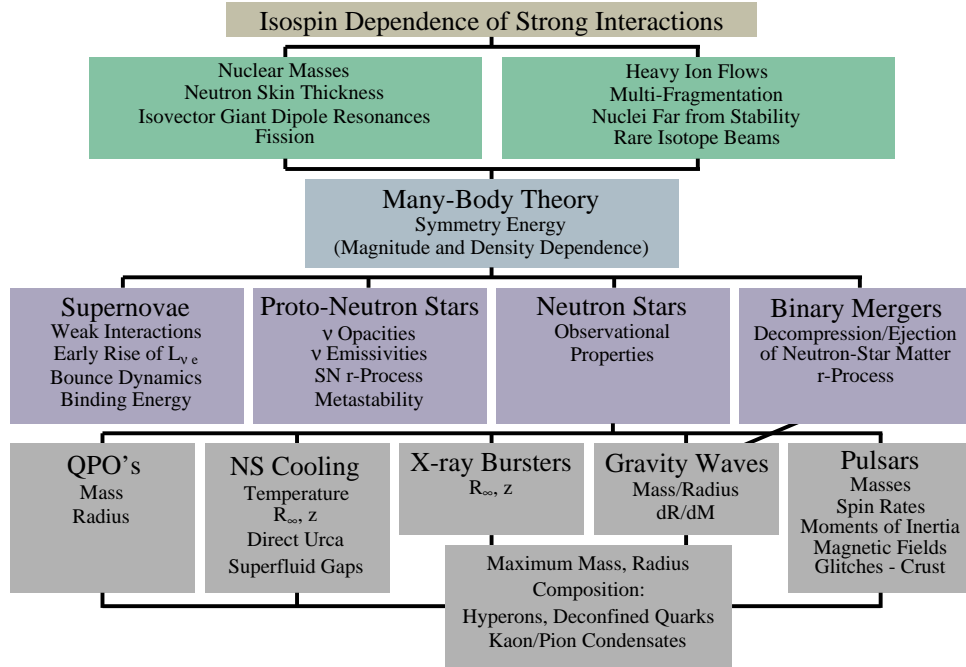 Isospin Dependence of Strong Interactions
Nuclear Masses
Neutron Skin Thickness
Isovector Giant Dipole Resonances
Fission
Heavy Ion Flows
Multi-Fragmentation
Nuclei Far from Stability
Rare Isotope Beams
Many-Body Theory
Symmetry Energy
(Magnitude and Density Dependence)
Supernovae
Weak Interactions
Early Rise of L_{ν e}
Bounce Dynamics
Binding Energy
Proto-Neutron Stars
ν Opacities
ν Emissivities
SN r-Process
Metastability
Neutron Stars
Observational
Properties
Binary Mergers
Decompression/Ejection
of Neutron-Star Matter
r-Process
QPO's
Mass
Radius
NS Cooling
Temperature
R∞, z
Direct Urca
Superfluid Gaps
X-ray Bursters
R∞, z
Gravity Waves
Mass/Radius
dR/dM
Pulsars
Masses
Spin Rates
Moments of Inertia
Magnetic Fields
Glitches - Crust
Maximum Mass, Radius
Composition:
Hyperons, Deconfined Quarks
Kaon/Pion Condensates